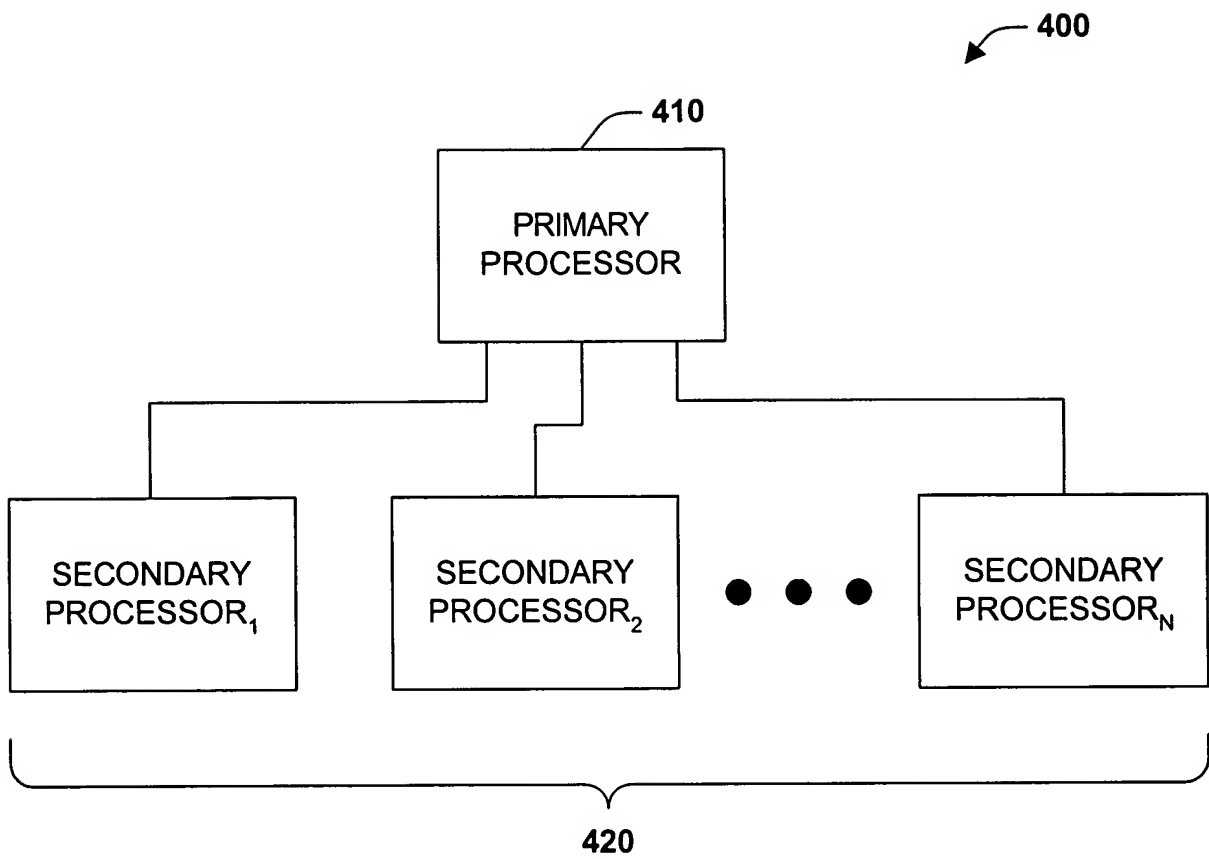 400
410
PRIMARY
PROCESSOR
SECONDARY
PROCESSOR₁
SECONDARY
PROCESSOR₂
SECONDARY
PROCESSORN
420